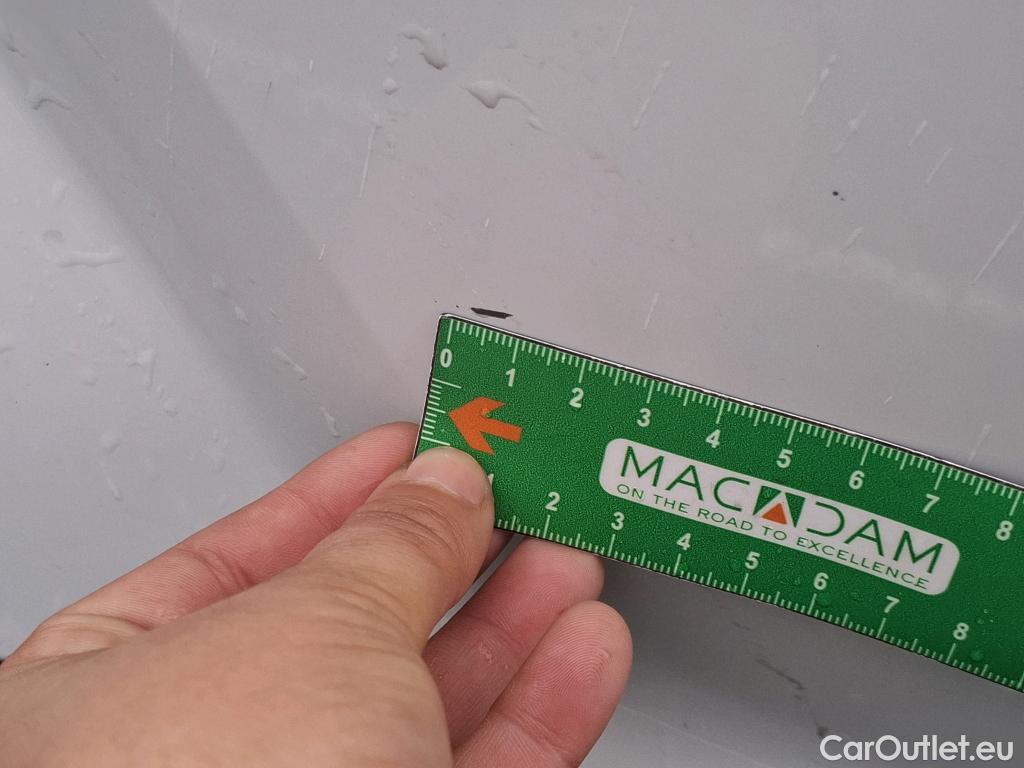 0 1 2 3 4 5 6 7 8
MACADAM
ON THE ROAD TO EXCELLENCE
2 3 4 5 6 7 8
CarOutlet.eu